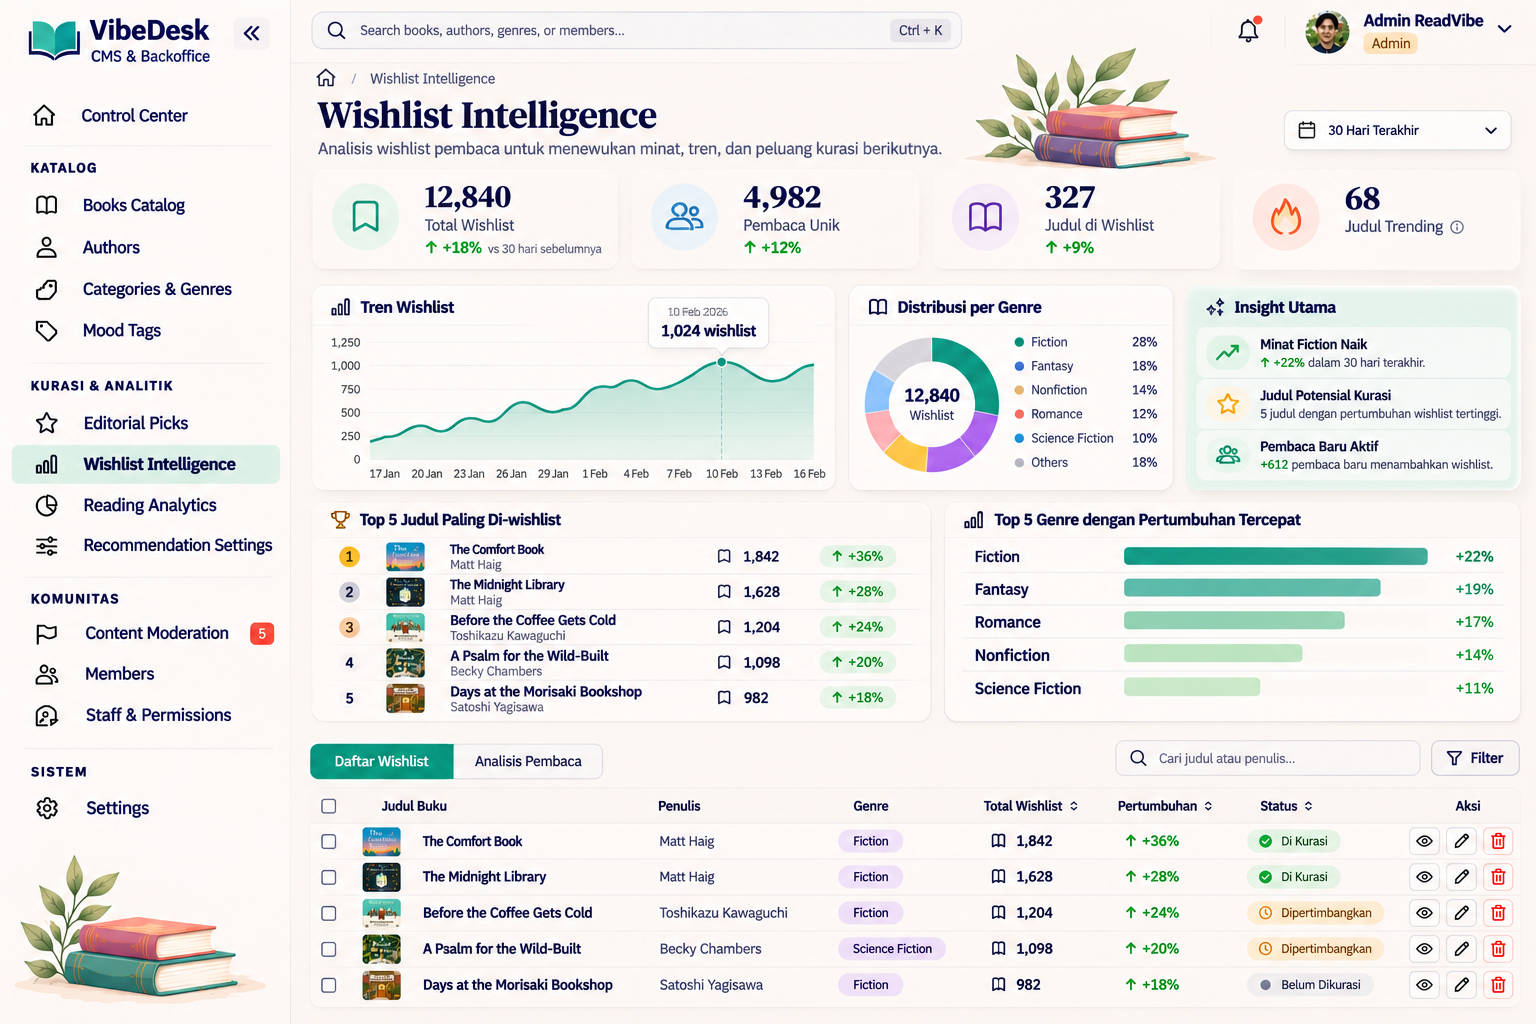 VibeDesk
CMS & Backoffice
Search books, authors, genres, or members...
Ctrl + K
Admin ReadVibe
Admin
Control Center
KATALOG
Books Catalog
Authors
Categories & Genres
Mood Tags
KURASI & ANALITIK
Editorial Picks
Wishlist Intelligence
Reading Analytics
Recommendation Settings
KOMUNITAS
Content Moderation 5
Members
Staff & Permissions
SISTEM
Settings
/ Wishlist Intelligence
Wishlist Intelligence
Analisis wishlist pembaca untuk menewukan minat, tren, dan peluang kurasi berikutnya.
30 Hari Terakhir
12,840
Total Wishlist
+18% vs 30 hari sebelumnya
4,982
Pembaca Unik
+12%
327
Judul di Wishlist
+9%
68
Judul Trending
Tren Wishlist
10 Feb 2026
1,024 wishlist
1,250
1,000
750
500
250
0
17 Jan 20 Jan 23 Jan 26 Jan 29 Jan 1 Feb 4 Feb 7 Feb 10 Feb 13 Feb 16 Feb
Distribusi per Genre
12,840
Wishlist
Fiction 28%
Fantasy 18%
Nonfiction 14%
Romance 12%
Science Fiction 10%
Others 18%
Insight Utama
Minat Fiction Naik
+22% dalam 30 hari terakhir.
Judul Potensial Kurasi
5 judul dengan pertumbuhan wishlist tertinggi.
Pembaca Baru Aktif
+612 pembaca baru menambahkan wishlist.
Top 5 Judul Paling Di-wishlist
1 The Comfort Book 1,842 +36%
Matt Haig
2 The Midnight Library 1,628 +28%
Matt Haig
3 Before the Coffee Gets Cold 1,204 +24%
Toshikazu Kawaguchi
4 A Psalm for the Wild-Built 1,098 +20%
Becky Chambers
5 Days at the Morisaki Bookshop 982 +18%
Satoshi Yagisawa
Top 5 Genre dengan Pertumbuhan Tercepat
Fiction +22%
Fantasy +19%
Romance +17%
Nonfiction +14%
Science Fiction +11%
Daftar Wishlist
Analisis Pembaca
Cari judul atau penulis...
Filter
Judul Buku Penulis Genre Total Wishlist Pertumbuhan Status Aksi
The Comfort Book Matt Haig Fiction 1,842 +36% Di Kurasi
The Midnight Library Matt Haig Fiction 1,628 +28% Di Kurasi
Before the Coffee Gets Cold Toshikazu Kawaguchi Fiction 1,204 +24% Dipertimbangkan
A Psalm for the Wild-Built Becky Chambers Science Fiction 1,098 +20% Dipertimbangkan
Days at the Morisaki Bookshop Satoshi Yagisawa Fiction 982 +18% Belum Dikurasi